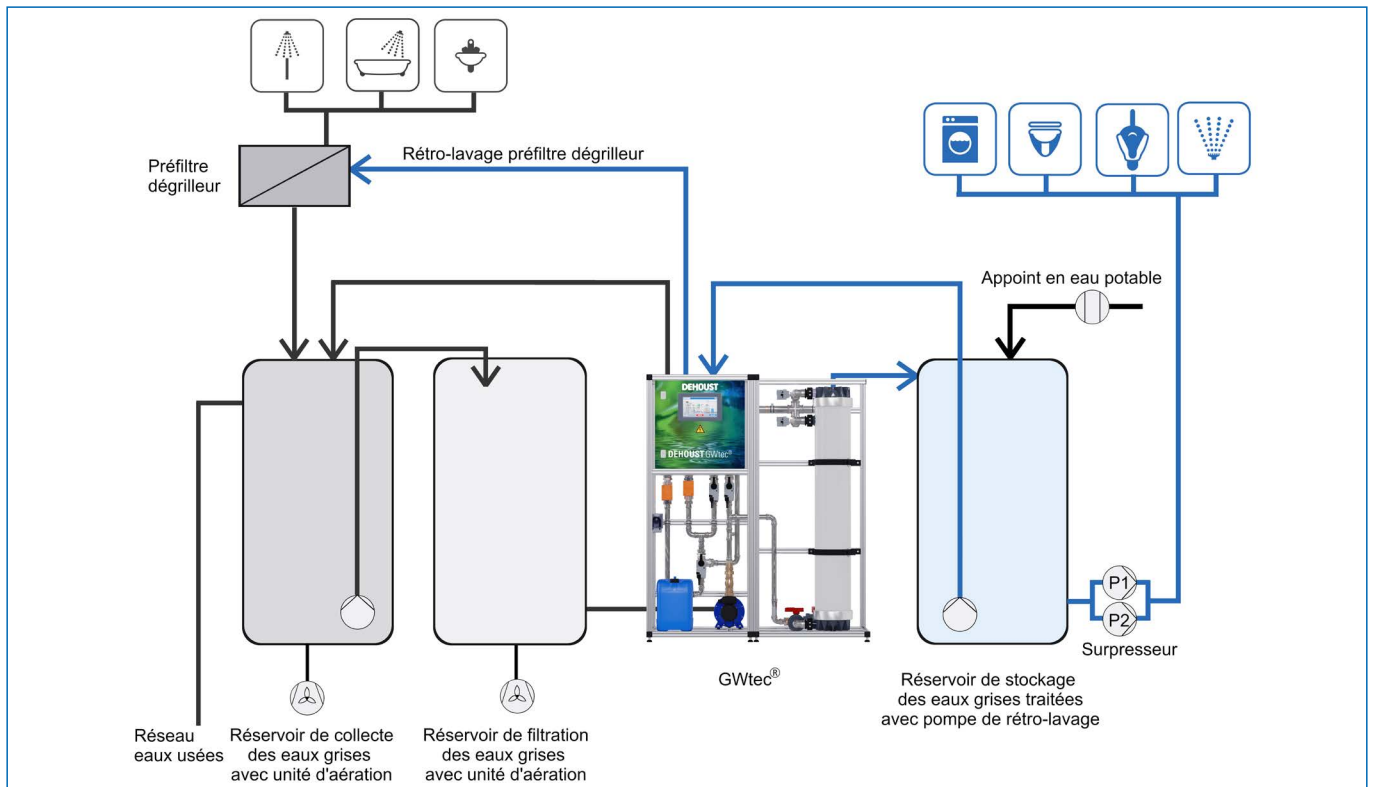 Préfiltre
dégrilleur
Rétro-lavage préfiltre dégrilleur
Appoint en eau potable
DEHOUST
DEHOUST GWtec®
P1
P2
Surpresseur
GWtec®
Réservoir de stockage
des eaux grises traitées
avec pompe de rétro-lavage
Réseau
eaux usées
Réservoir de collecte
des eaux grises
avec unité d'aération
Réservoir de filtration
des eaux grises
avec unité d'aération